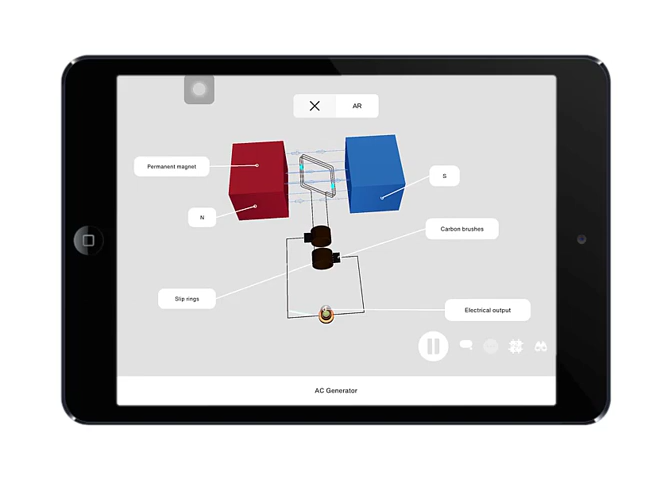 AR
Permanent magnet
S
N
Carbon brushes
Slip rings
Electrical output
AC Generator